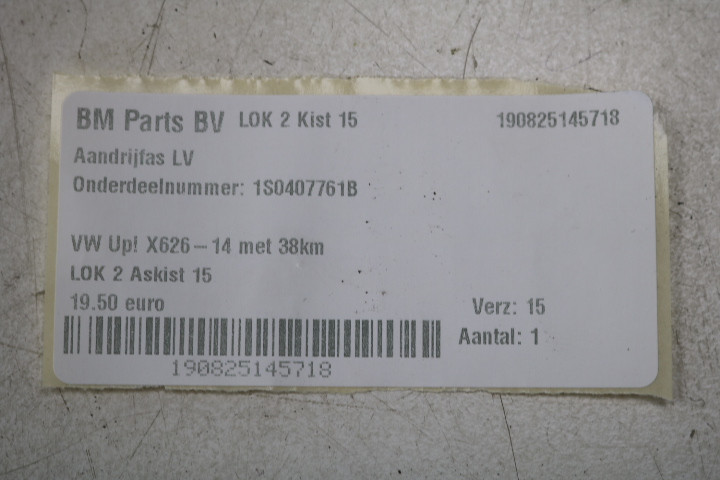 BM Parts BV LOK 2 Kist 15 190825145718
Aandrijfas LV
Onderdeelnummer: 1S0407761B
VW Up! X626-14 met 38km
LOK 2 Askist 15
19.50 euro Verz: 15
Aantal: 1
190825145718